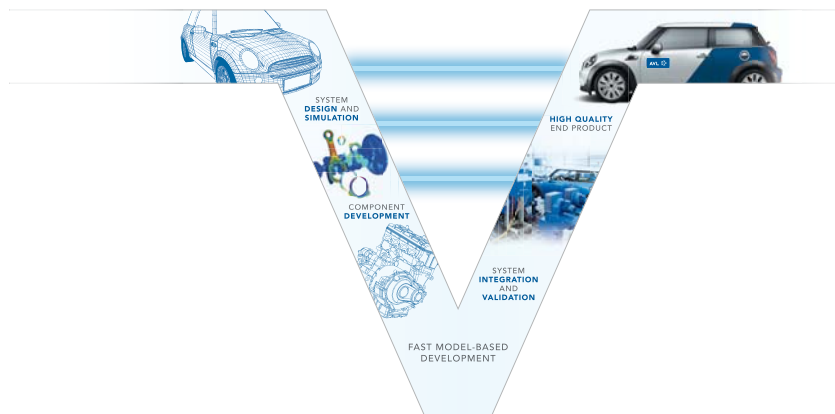 SYSTEM
DESIGN AND
SIMULATION
COMPONENT
DEVELOPMENT
FAST MODEL-BASED
DEVELOPMENT
SYSTEM
INTEGRATION
AND
VALIDATION
HIGH QUALITY
END PRODUCT
AVL